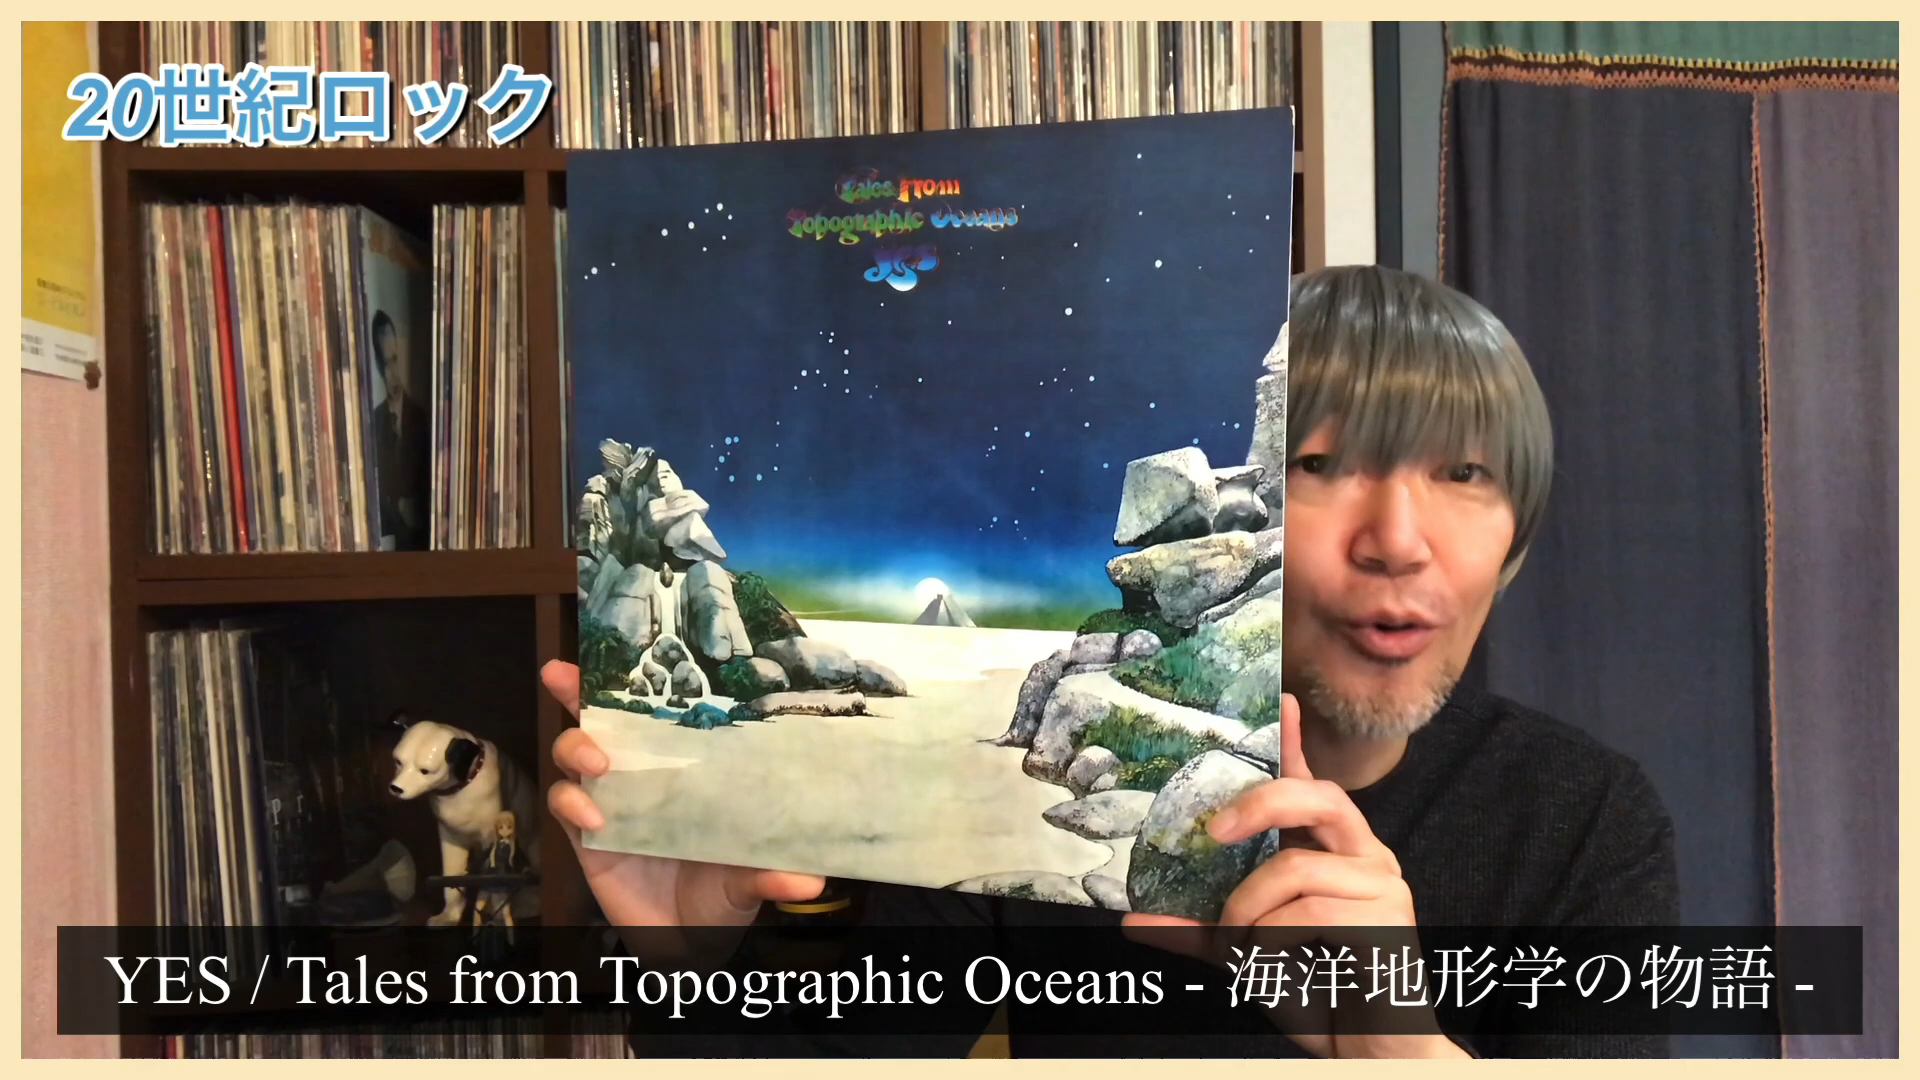 20世紀ロック
Tales From
Topographic Oceans
YES
YES / Tales from Topographic Oceans - 海洋地形学の物語 -